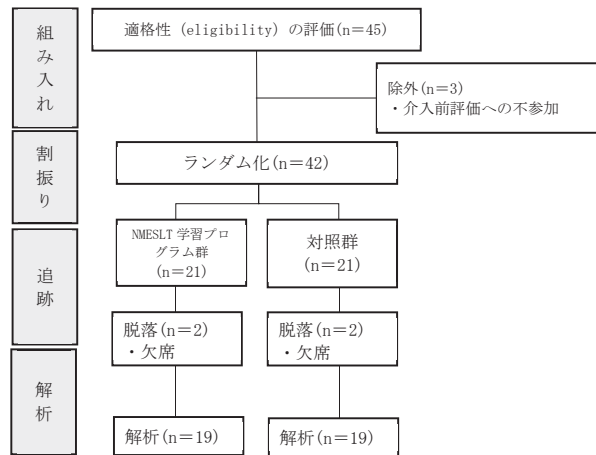 組み入れ
適格性 (eligibility) の評価(n＝45)
除外(n＝3)
・介入前評価への不参加
割振り
ランダム化(n＝42)
追跡
NMESLT 学習プロ
グラム群
(n＝21)
対照群
(n＝21)
脱落(n＝2)
・欠席
脱落(n＝2)
・欠席
解析
解析(n＝19)
解析(n＝19)